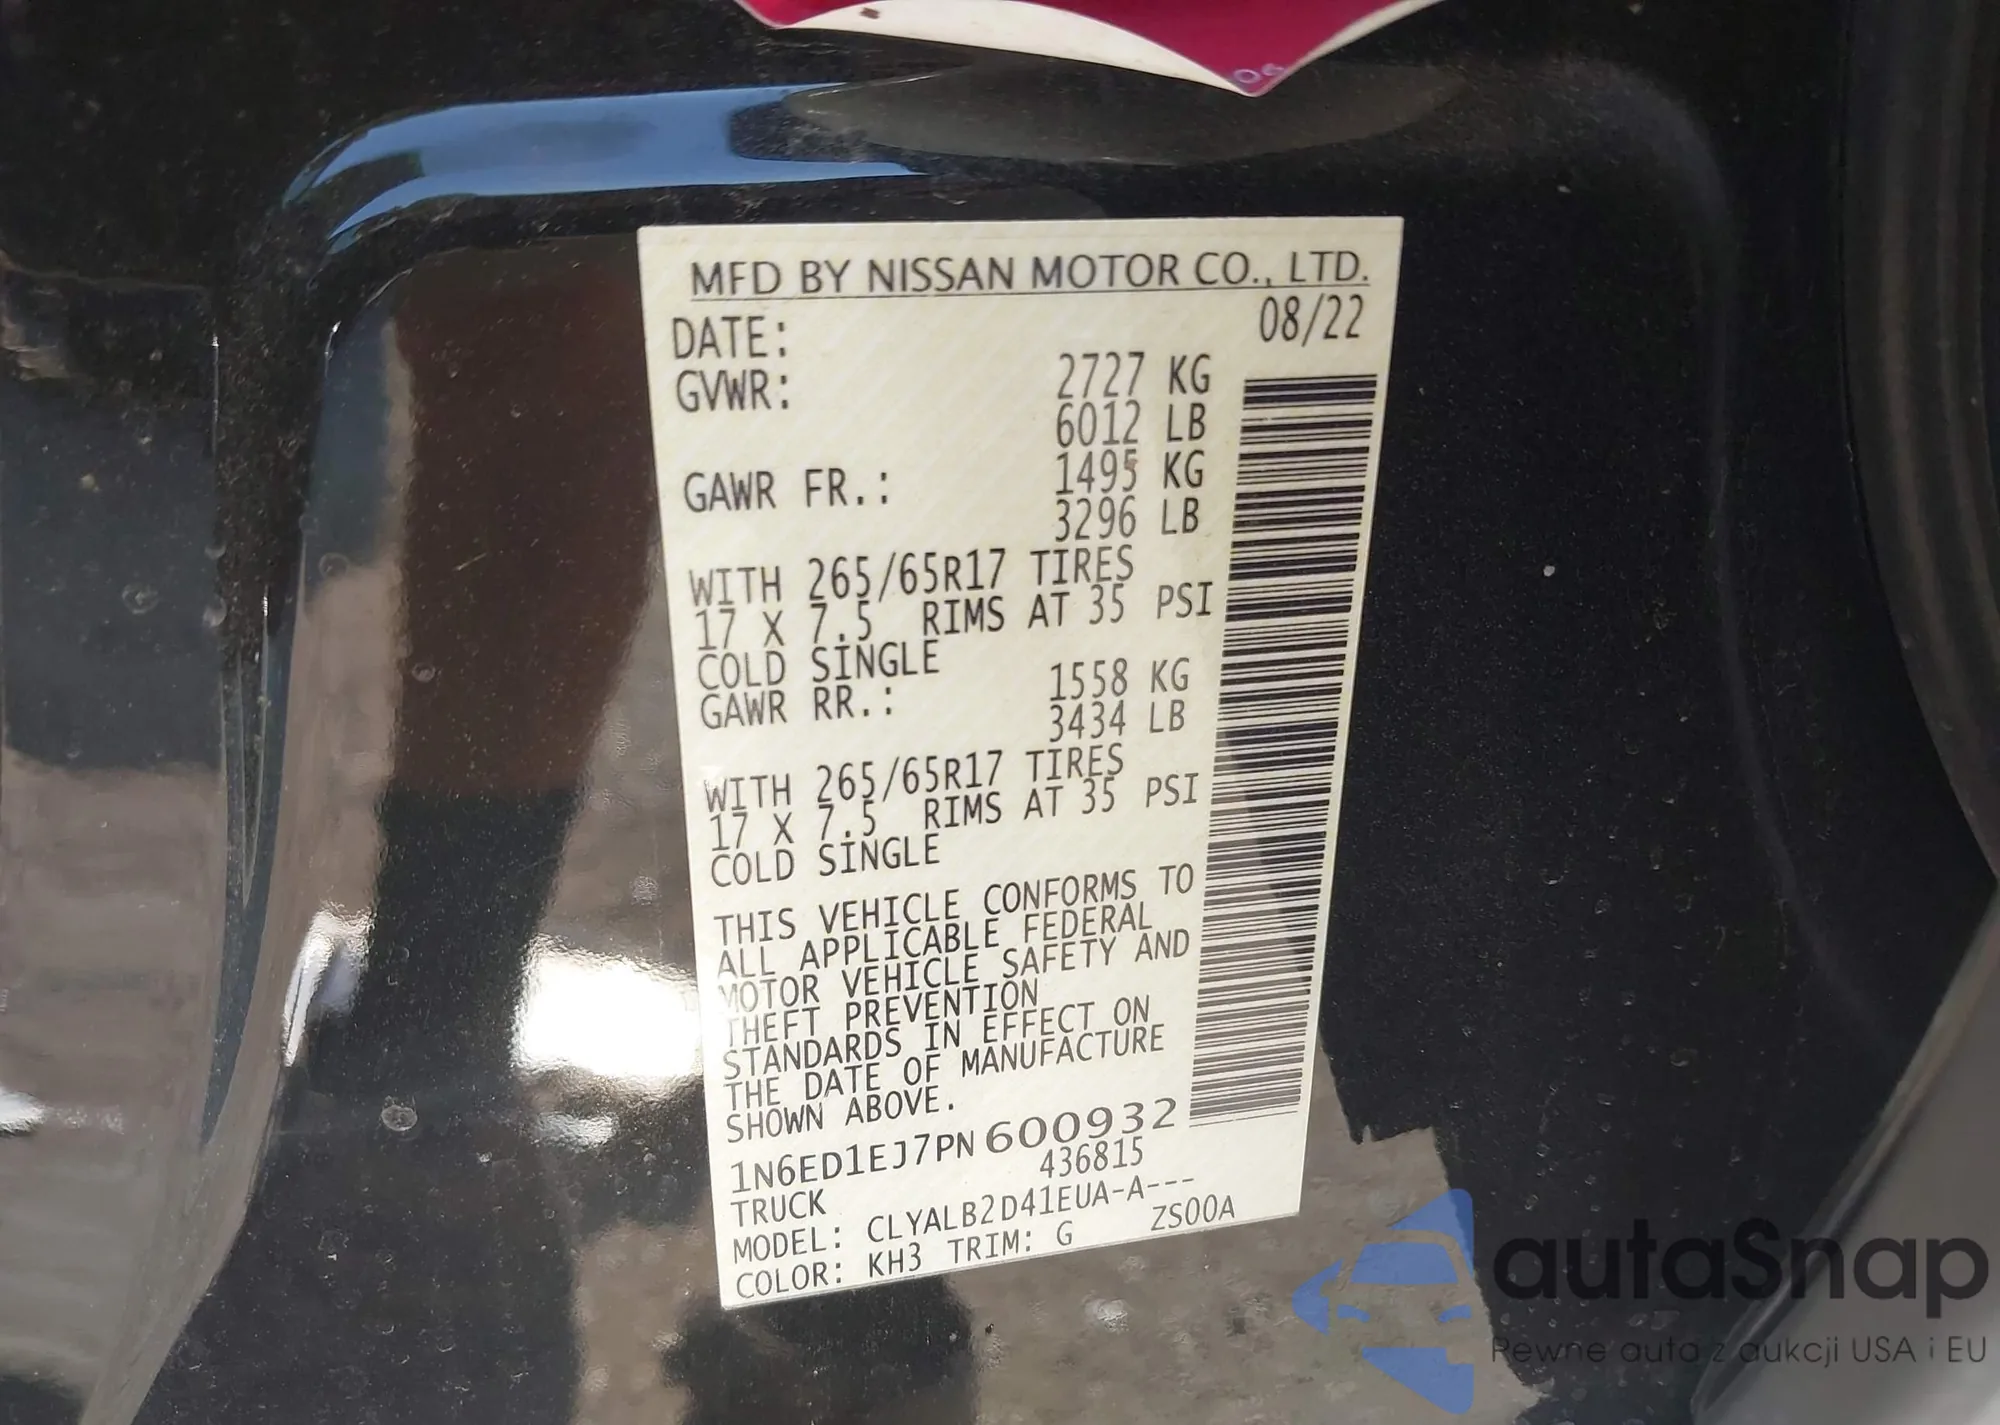 MFD BY NISSAN MOTOR CO., LTD.
DATE: 08/22
GVWR: 2727 KG
6012 LB
GAWR FR.: 1495 KG
3296 LB
WITH 265/65R17 TIRES
17 X 7.5 RIMS AT 35 PSI
COLD SINGLE
GAWR RR.: 1558 KG
3434 LB
WITH 265/65R17 TIRES
17 X 7.5 RIMS AT 35 PSI
COLD SINGLE
THIS VEHICLE CONFORMS TO
ALL APPLICABLE FEDERAL
MOTOR VEHICLE SAFETY AND
THEFT PREVENTION
STANDARDS IN EFFECT ON
THE DATE OF MANUFACTURE
SHOWN ABOVE.
1N6ED1EJ7PN600932
TRUCK 436815
MODEL: CLYALB2D41EUA-A---
COLOR: KH3 TRIM: G ZS00A
autaSnap
Pewne auta z aukcji USA i EU